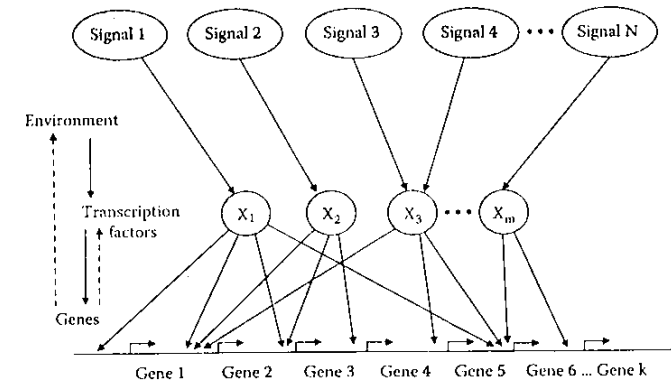 Signal 1 Signal 2 Signal 3 Signal 4 ••• Signal N
Environment
Transcription
factors
X1 X2 X3 ••• Xm
Genes
Gene 1 Gene 2 Gene 3 Gene 4 Gene 5 Gene 6 ... Gene k